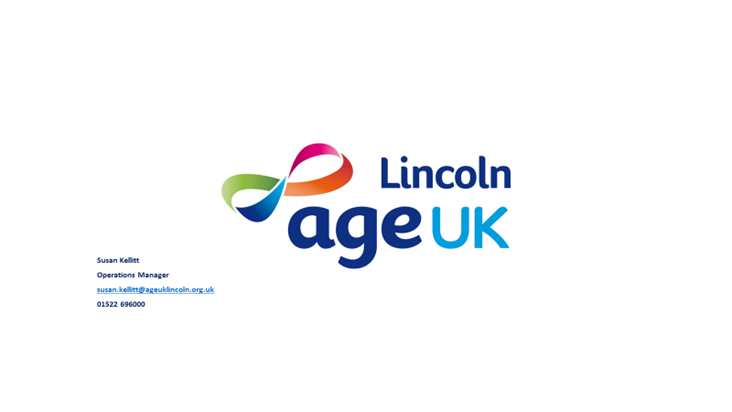 Lincoln
age UK
Susan Kellitt
Operations Manager
susan.kellitt@ageuklincoln.org.uk
01522 696000